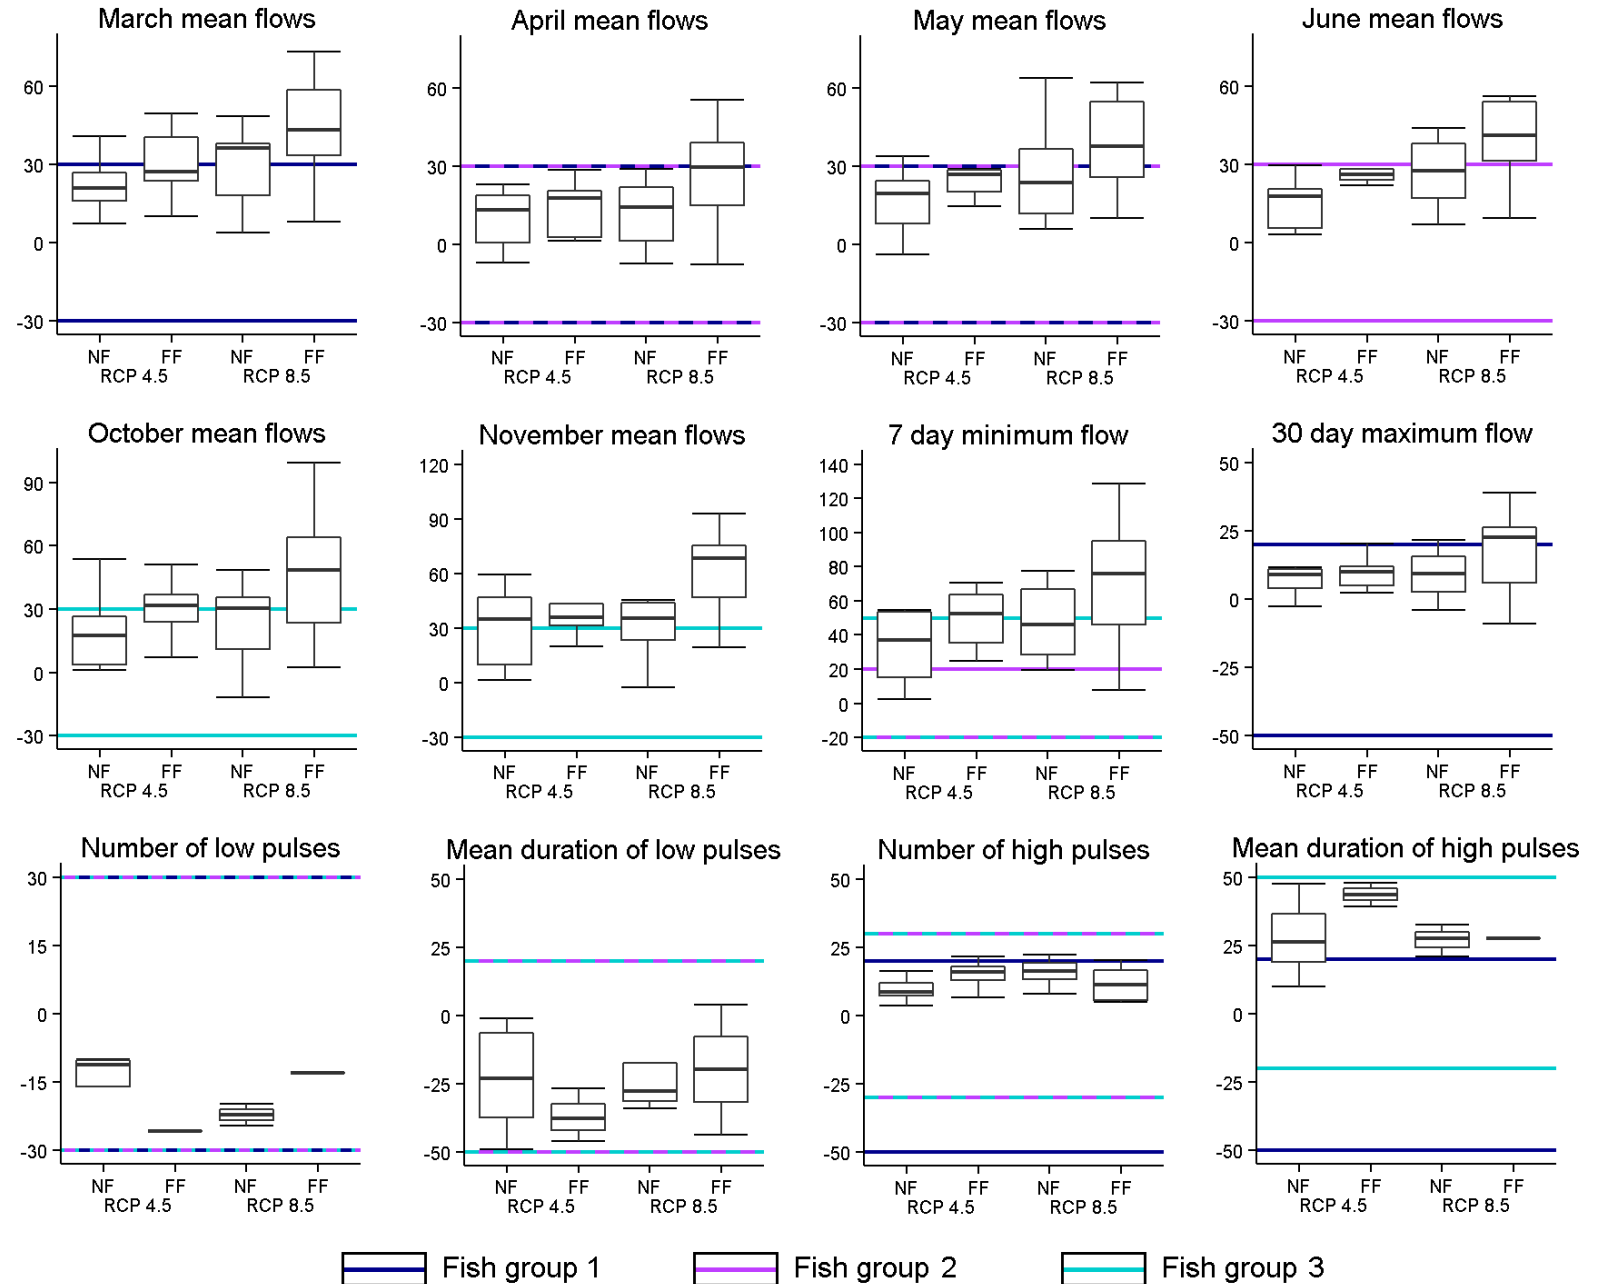 March mean flows
April mean flows
May mean flows
June mean flows
60
30
0
-30
NF FF NF FF
RCP 4.5 RCP 8.5
60
30
0
-30
NF FF NF FF
RCP 4.5 RCP 8.5
60
30
0
-30
NF FF NF FF
RCP 4.5 RCP 8.5
60
30
0
-30
NF FF NF FF
RCP 4.5 RCP 8.5
October mean flows
November mean flows
7 day minimum flow
30 day maximum flow
90
60
30
0
-30
NF FF NF FF
RCP 4.5 RCP 8.5
120
90
60
30
0
-30
NF FF NF FF
RCP 4.5 RCP 8.5
140
120
100
80
60
40
20
0
-20
NF FF NF FF
RCP 4.5 RCP 8.5
50
25
0
-25
-50
NF FF NF FF
RCP 4.5 RCP 8.5
Number of low pulses
Mean duration of low pulses
Number of high pulses
Mean duration of high pulses
30
15
0
-15
-30
NF FF NF FF
RCP 4.5 RCP 8.5
50
25
0
-25
-50
NF FF NF FF
RCP 4.5 RCP 8.5
50
25
0
-25
-50
NF FF NF FF
RCP 4.5 RCP 8.5
50
25
0
-25
-50
NF FF NF FF
RCP 4.5 RCP 8.5
Fish group 1
Fish group 2
Fish group 3